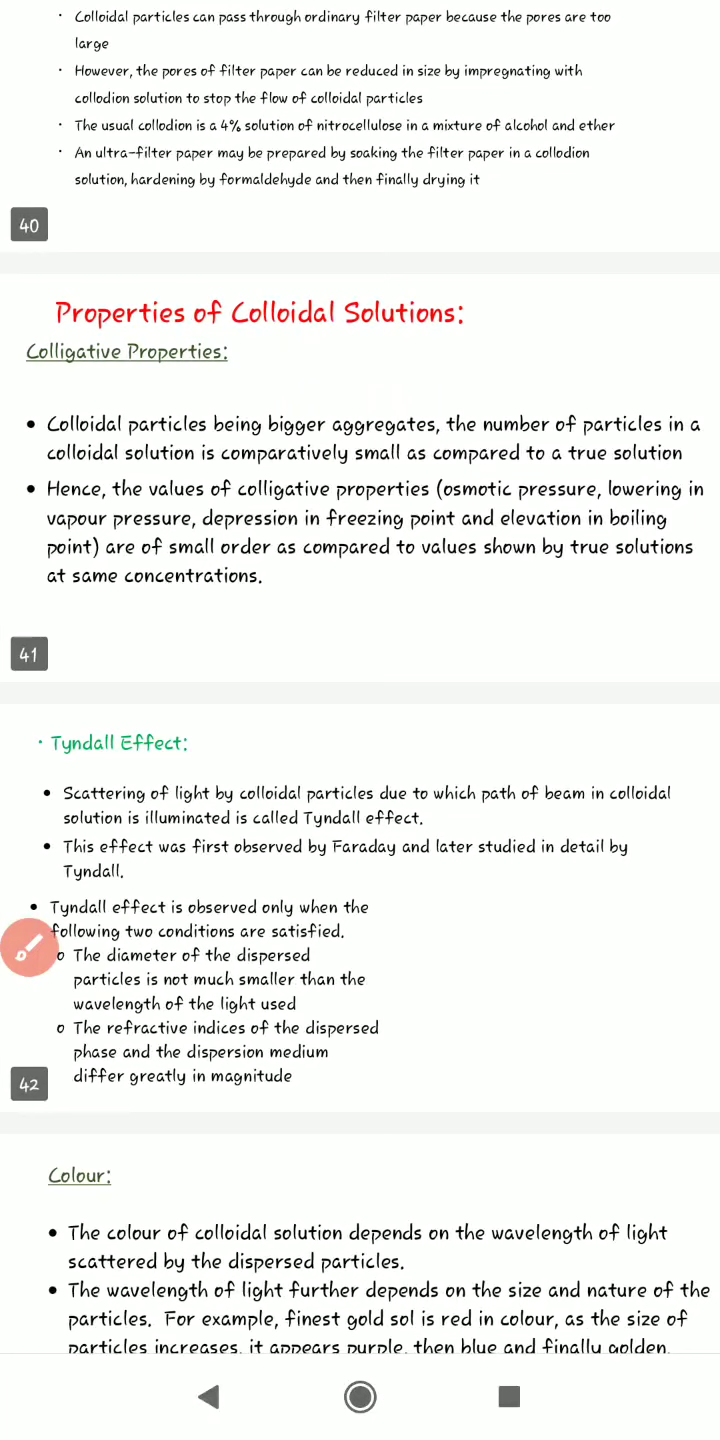 · Colloidal particles can pass through ordinary filter paper because the pores are too
large
· However, the pores of filter paper can be reduced in size by impregnating with
collodion solution to stop the flow of colloidal particles
· The usual collodion is a 4% solution of nitrocellulose in a mixture of alcohol and ether
· An ultra-filter paper may be prepared by soaking the filter paper in a collodion
solution, hardening by formaldehyde and then finally drying it
40
Properties of Colloidal Solutions:
Colligative Properties:
• Colloidal particles being bigger aggregates, the number of particles in a
colloidal solution is comparatively small as compared to a true solution
• Hence, the values of colligative properties (osmotic pressure, lowering in
vapour pressure, depression in freezing point and elevation in boiling
point) are of small order as compared to values shown by true solutions
at same concentrations.
41
· Tyndall Effect:
• Scattering of light by colloidal particles due to which path of beam in colloidal
solution is illuminated is called Tyndall effect.
• This effect was first observed by Faraday and later studied in detail by
Tyndall.
• Tyndall effect is observed only when the
following two conditions are satisfied.
o The diameter of the dispersed
particles is not much smaller than the
wavelength of the light used
o The refractive indices of the dispersed
phase and the dispersion medium
differ greatly in magnitude
42
Colour:
• The colour of colloidal solution depends on the wavelength of light
scattered by the dispersed particles.
• The wavelength of light further depends on the size and nature of the
particles. For example, finest gold sol is red in colour, as the size of
particles increases, it appears purple, then blue and finally golden.